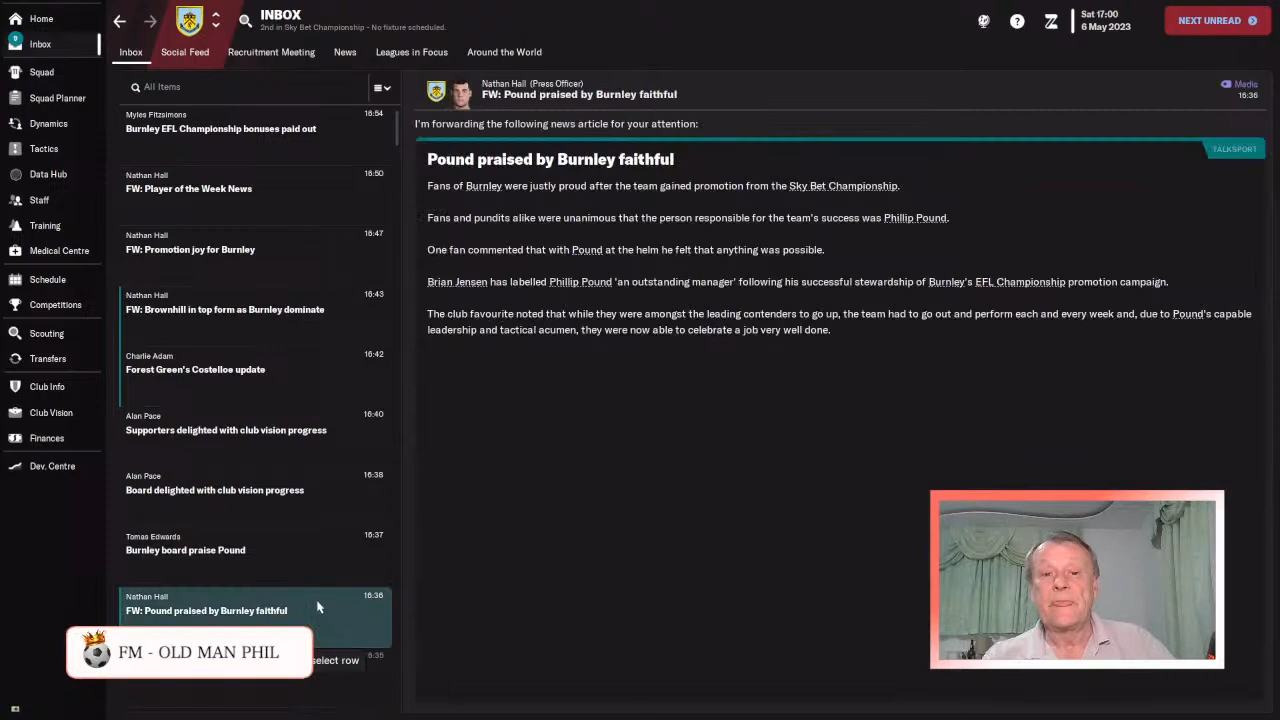 Home
Inbox
Squad
Squad Planner
Dynamics
Tactics
Data Hub
Staff
Training
Medical Centre
Schedule
Competitions
Scouting
Transfers
Club Info
Club Vision
Finances
Dev. Centre
INBOX
2nd in Sky Bet Championship - No fixture scheduled.
Sat 17:00
6 May 2023
NEXT UNREAD
Inbox
Social Feed
Recruitment Meeting
News
Leagues in Focus
Around the World
All Items
Myles Fitzsimons 16:54
Burnley EFL Championship bonuses paid out
Nathan Hall 16:50
FW: Player of the Week News
Nathan Hall 16:47
FW: Promotion joy for Burnley
Nathan Hall 16:43
FW: Brownhill in top form as Burnley dominate
Charlie Adam 16:42
Forest Green's Costelloe update
Alan Pace 16:40
Supporters delighted with club vision progress
Alan Pace 16:38
Board delighted with club vision progress
Tomas Edwards 16:37
Burnley board praise Pound
Nathan Hall 16:36
FW: Pound praised by Burnley faithful
FM - OLD MAN PHIL
select row
Nathan Hall (Press Officer)
FW: Pound praised by Burnley faithful
Media
16:36
I'm forwarding the following news article for your attention:
TALKSPORT
Pound praised by Burnley faithful
Fans of Burnley were justly proud after the team gained promotion from the Sky Bet Championship.
Fans and pundits alike were unanimous that the person responsible for the team's success was Phillip Pound.
One fan commented that with Pound at the helm he felt that anything was possible.
Brian Jensen has labelled Phillip Pound 'an outstanding manager' following his successful stewardship of Burnley's EFL Championship promotion campaign.
The club favourite noted that while they were amongst the leading contenders to go up, the team had to go out and perform each and every week and, due to Pound's capable
leadership and tactical acumen, they were now able to celebrate a job very well done.